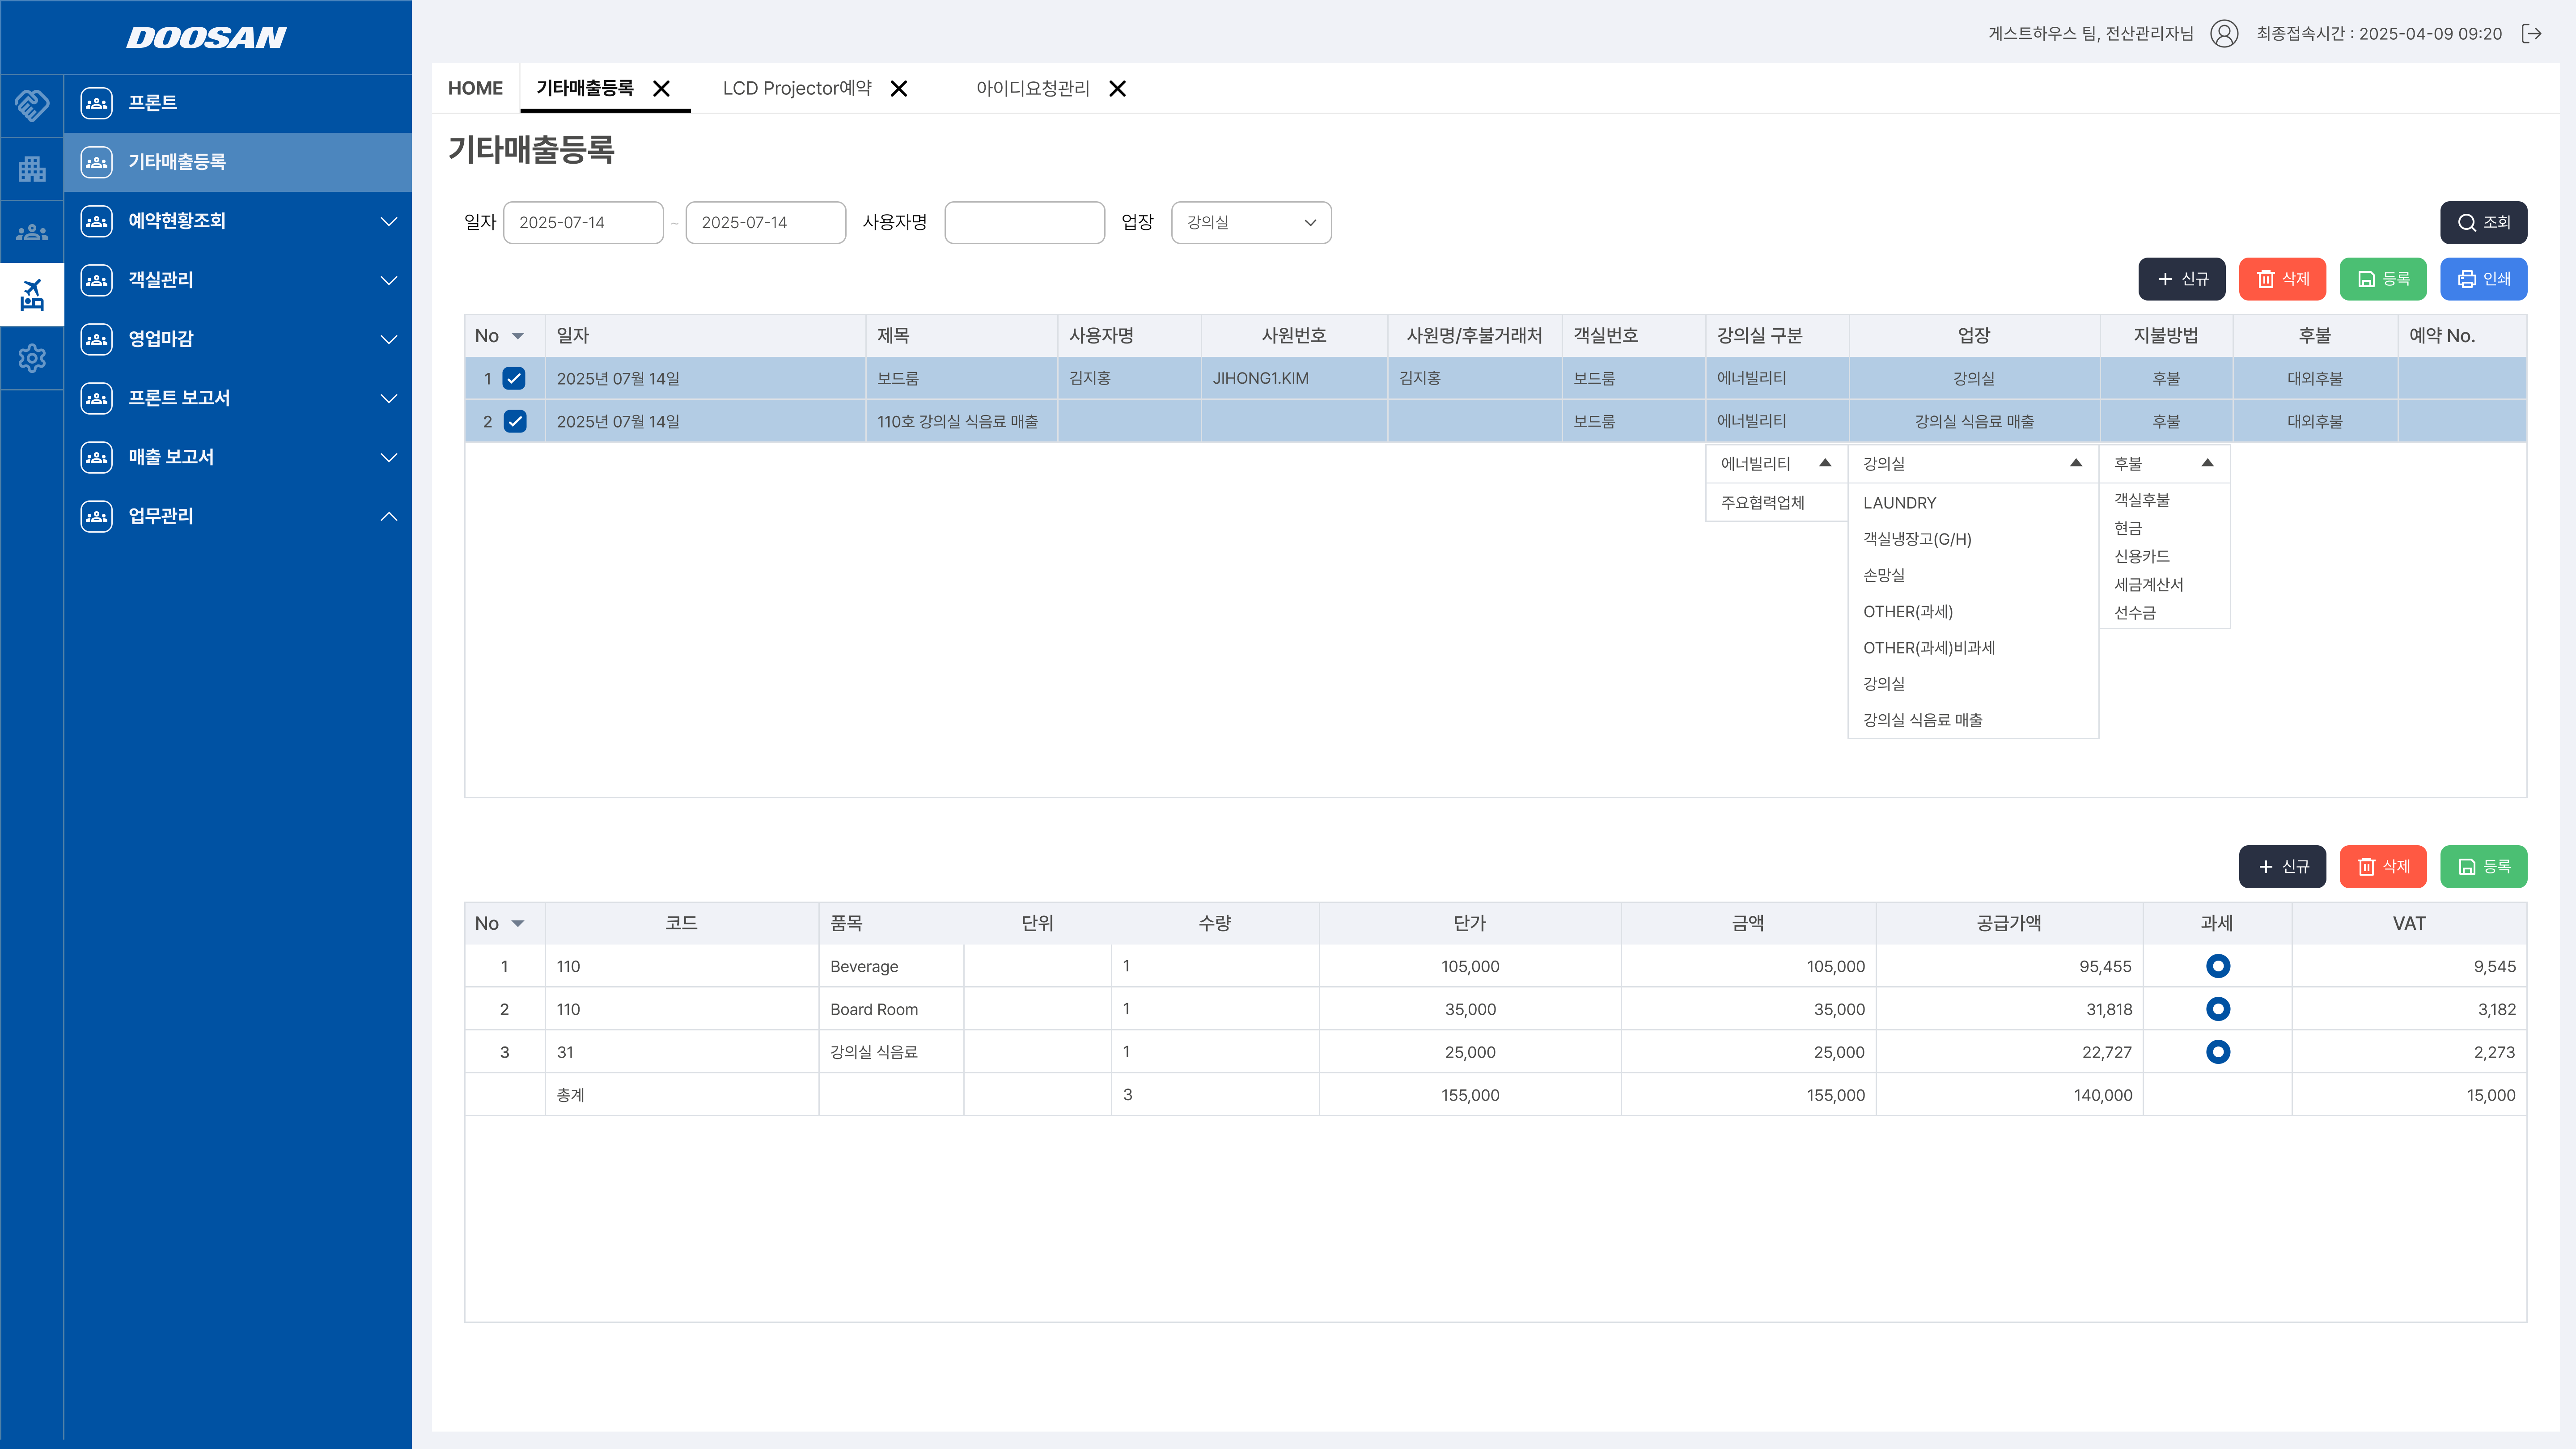 DOOSAN
게스트하우스 팀, 전산관리자님 최종접속시간 : 2025-04-09 09:20
프론트
기타매출등록
예약현황조회
객실관리
영업마감
프론트 보고서
매출 보고서
업무관리
HOME 기타매출등록 LCD Projector예약 아이디요청관리
기타매출등록
일자 2025-07-14 ~ 2025-07-14 사용자명 업장 강의실 조회
신규 삭제 등록 인쇄
No 일자 제목 사용자명 사원번호 사원명/후불거래처 객실번호 강의실 구분 업장 지불방법 후불 예약 No.
1 2025년 07월 14일 보드룸 김지홍 JIHONG1.KIM 김지홍 보드룸 에너빌리티 강의실 후불 대외후불
2 2025년 07월 14일 110호 강의실 식음료 매출 보드룸 에너빌리티 강의실 식음료 매출 후불 대외후불
에너빌리티
주요협력업체
강의실
LAUNDRY
객실냉장고(G/H)
손망실
OTHER(과세)
OTHER(과세)비과세
강의실
강의실 식음료 매출
후불
객실후불
현금
신용카드
세금계산서
선수금
신규 삭제 등록
No 코드 품목 단위 수량 단가 금액 공급가액 과세 VAT
1 110 Beverage 1 105,000 105,000 95,455 9,545
2 110 Board Room 1 35,000 35,000 31,818 3,182
3 31 강의실 식음료 1 25,000 25,000 22,727 2,273
총계 3 155,000 155,000 140,000 15,000